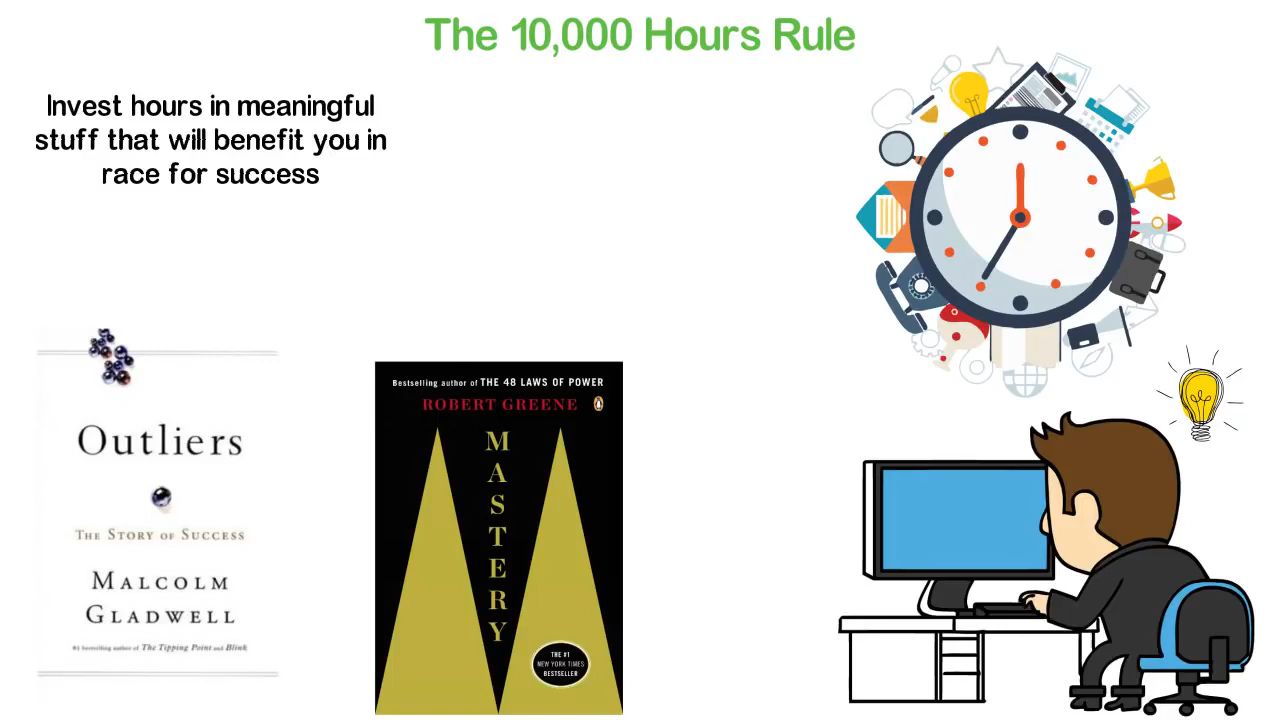 The 10,000 Hours Rule
Invest hours in meaningful
stuff that will benefit you in
race for success
Outliers
THE STORY OF SUCCESS
MALCOLM
GLADWELL
#1 bestselling author of The Tipping Point and Blink
Bestselling author of THE 48 LAWS OF POWER
ROBERT GREENE
MASTERY
THE #1
NEW YORK TIMES
BESTSELLER